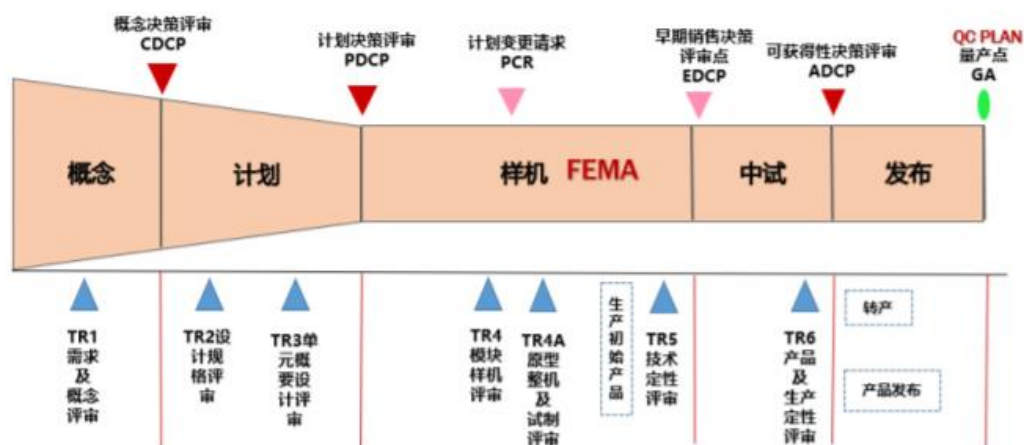 概念决策评审
CDCP
计划决策评审
PDCP
计划变更请求
PCR
早期销售决策
评审点
EDCP
可获得性决策评审
ADCP
QC PLAN
量产点
GA
概念
计划
样机 FEMA
中试
发布
TR1
需求
及
概念
评审
TR2设
计规
格评
审
TR3单
元概
要设
计评
审
TR4
模块
样机
评审
TR4A
原型
整机
及
试制
评审
生
产
初
始
产
品
TR5
技术
定性
评审
TR6
产品
及
生产
定性
评审
转产
产品发布